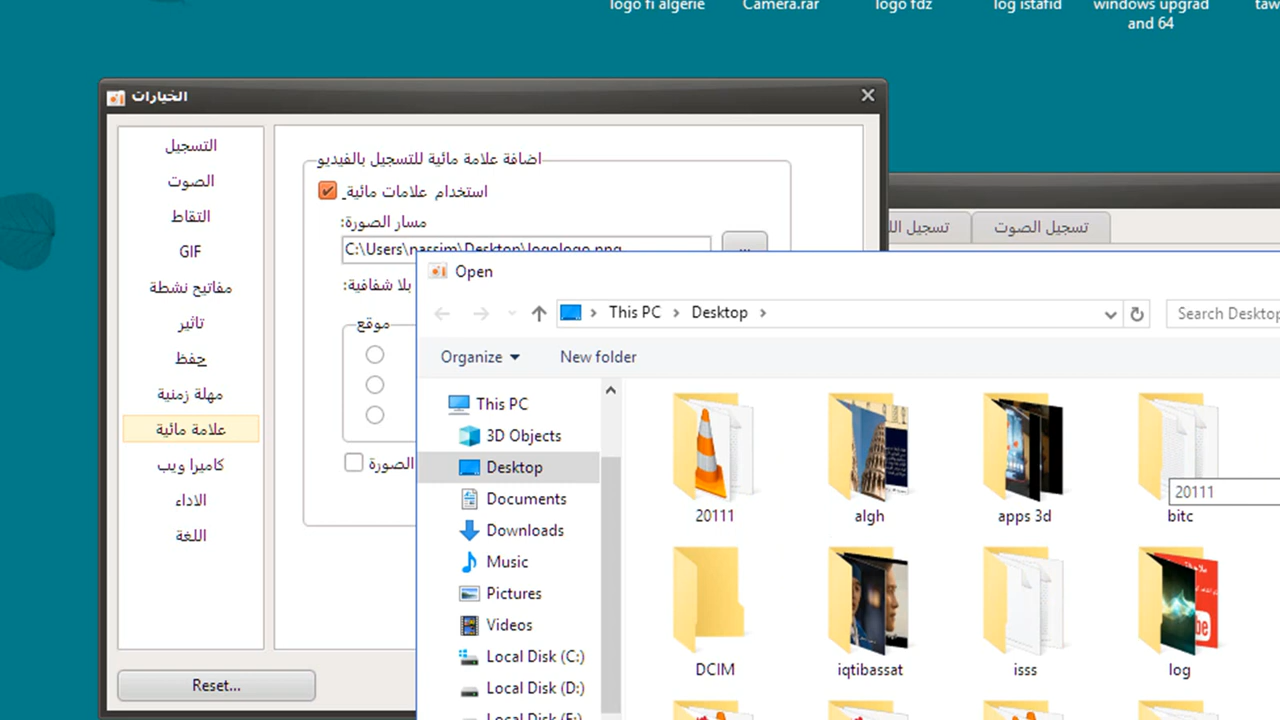 logo fi algerie
Camera.rar
logo fdz
log istafid
windows upgrad
and 64
الخيارات
التسجيل
الصوت
التقاط
GIF
مفاتيح نشطة
تاثير
حفظ
مهلة زمنية
علامة مائية
كاميرا ويب
الاداء
اللغة
Reset...
اضافة علامة مائية للتسجيل بالفيديو
استخدام علامات مائية
مسار الصورة:
C:\Users\nassim\Desktop\logologo.png
...
بلا شفافية:
موقع
الصورة
تسجيل الصوت
تسجيل
Open
This PC
Desktop
Search Desktop
Organize
New folder
This PC
3D Objects
Desktop
Documents
Downloads
Music
Pictures
Videos
Local Disk (C:)
Local Disk (D:)
20111
algh
apps 3d
bitc
20111
DCIM
iqtibassat
isss
log